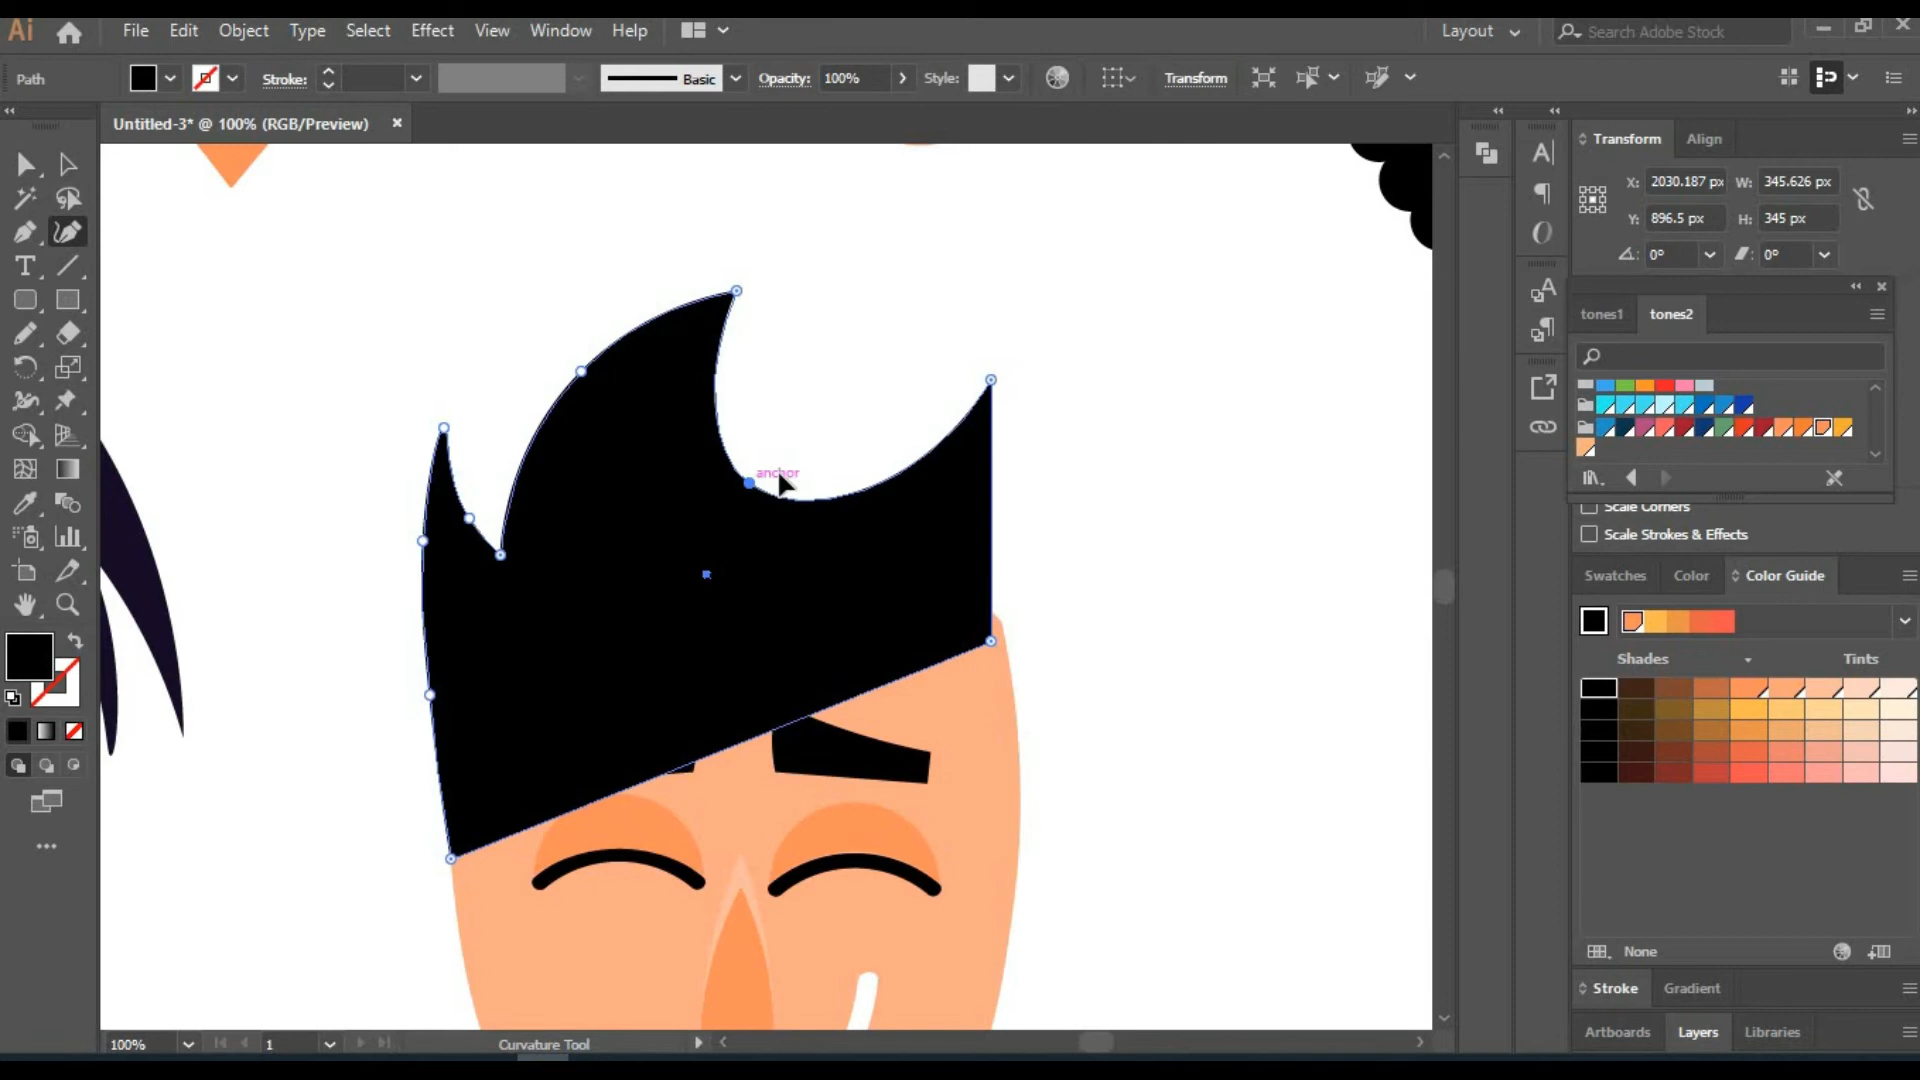 Ai File Edit Object Type Select Effect View Window Help Layout Search Adobe Stock
Path Stroke: Basic Opacity: 100% Style: Transform
Untitled-3* @ 100% (RGB/Preview)
Transform Align
X: 2030.187 px W: 345.626 px
Y: 896.5 px H: 345 px
0° 0°
tones1 tones2
anchor
Scale Corners
Scale Strokes & Effects
Swatches Color Color Guide
Shades Tints
None
Stroke Gradient
Artboards Layers Libraries
100% 1 Curvature Tool